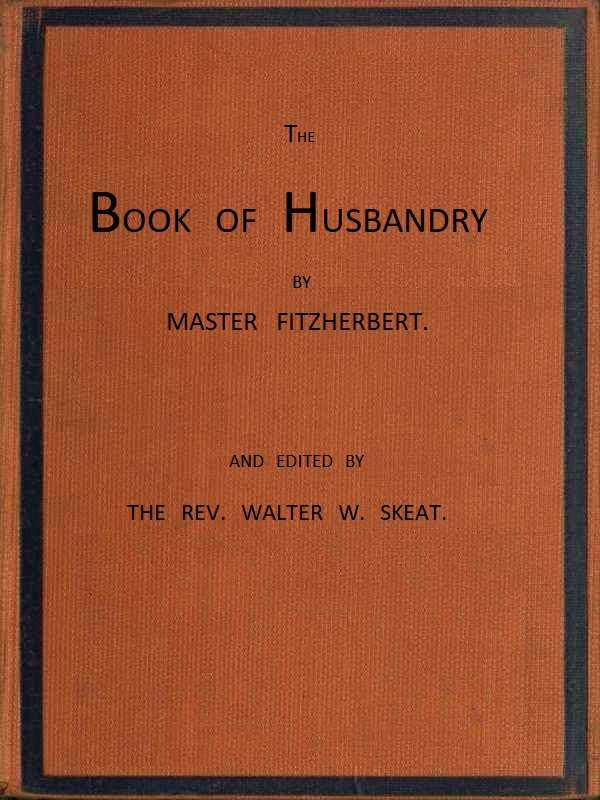 The
Book of Husbandry
BY
MASTER FITZHERBERT.
AND EDITED BY
THE REV. WALTER W. SKEAT.